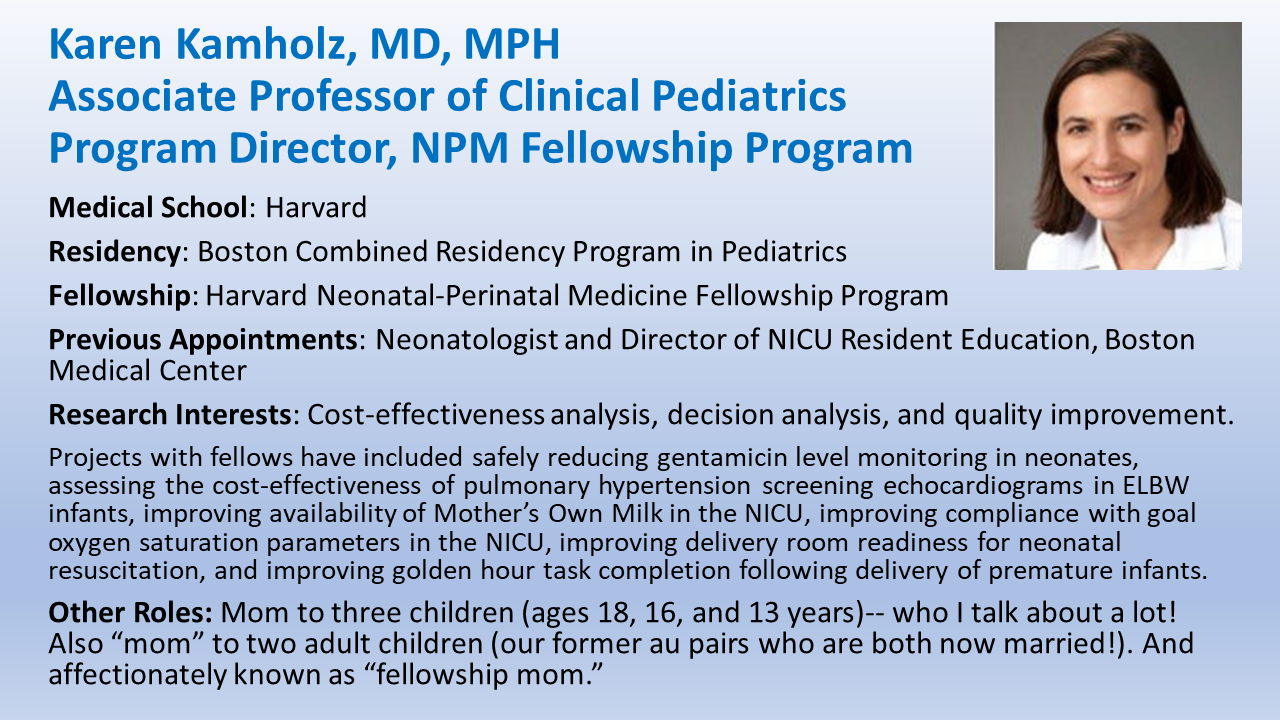 Karen Kamholz, MD, MPH
Associate Professor of Clinical Pediatrics
Program Director, NPM Fellowship Program
Medical School: Harvard
Residency: Boston Combined Residency Program in Pediatrics
Fellowship: Harvard Neonatal-Perinatal Medicine Fellowship Program
Previous Appointments: Neonatologist and Director of NICU Resident Education, Boston
Medical Center
Research Interests: Cost-effectiveness analysis, decision analysis, and quality improvement.
Projects with fellows have included safely reducing gentamicin level monitoring in neonates,
assessing the cost-effectiveness of pulmonary hypertension screening echocardiograms in ELBW
infants, improving availability of Mother’s Own Milk in the NICU, improving compliance with goal
oxygen saturation parameters in the NICU, improving delivery room readiness for neonatal
resuscitation, and improving golden hour task completion following delivery of premature infants.
Other Roles: Mom to three children (ages 18, 16, and 13 years)-- who I talk about a lot!
Also “mom” to two adult children (our former au pairs who are both now married!). And
affectionately known as “fellowship mom.”